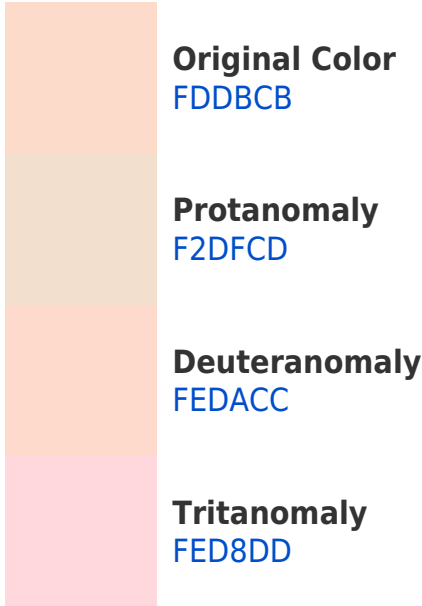 Original Color
FDDBCB
Protanomaly
F2DFCD
Deuteranomaly
FEDACC
Tritanomaly
FED8DD